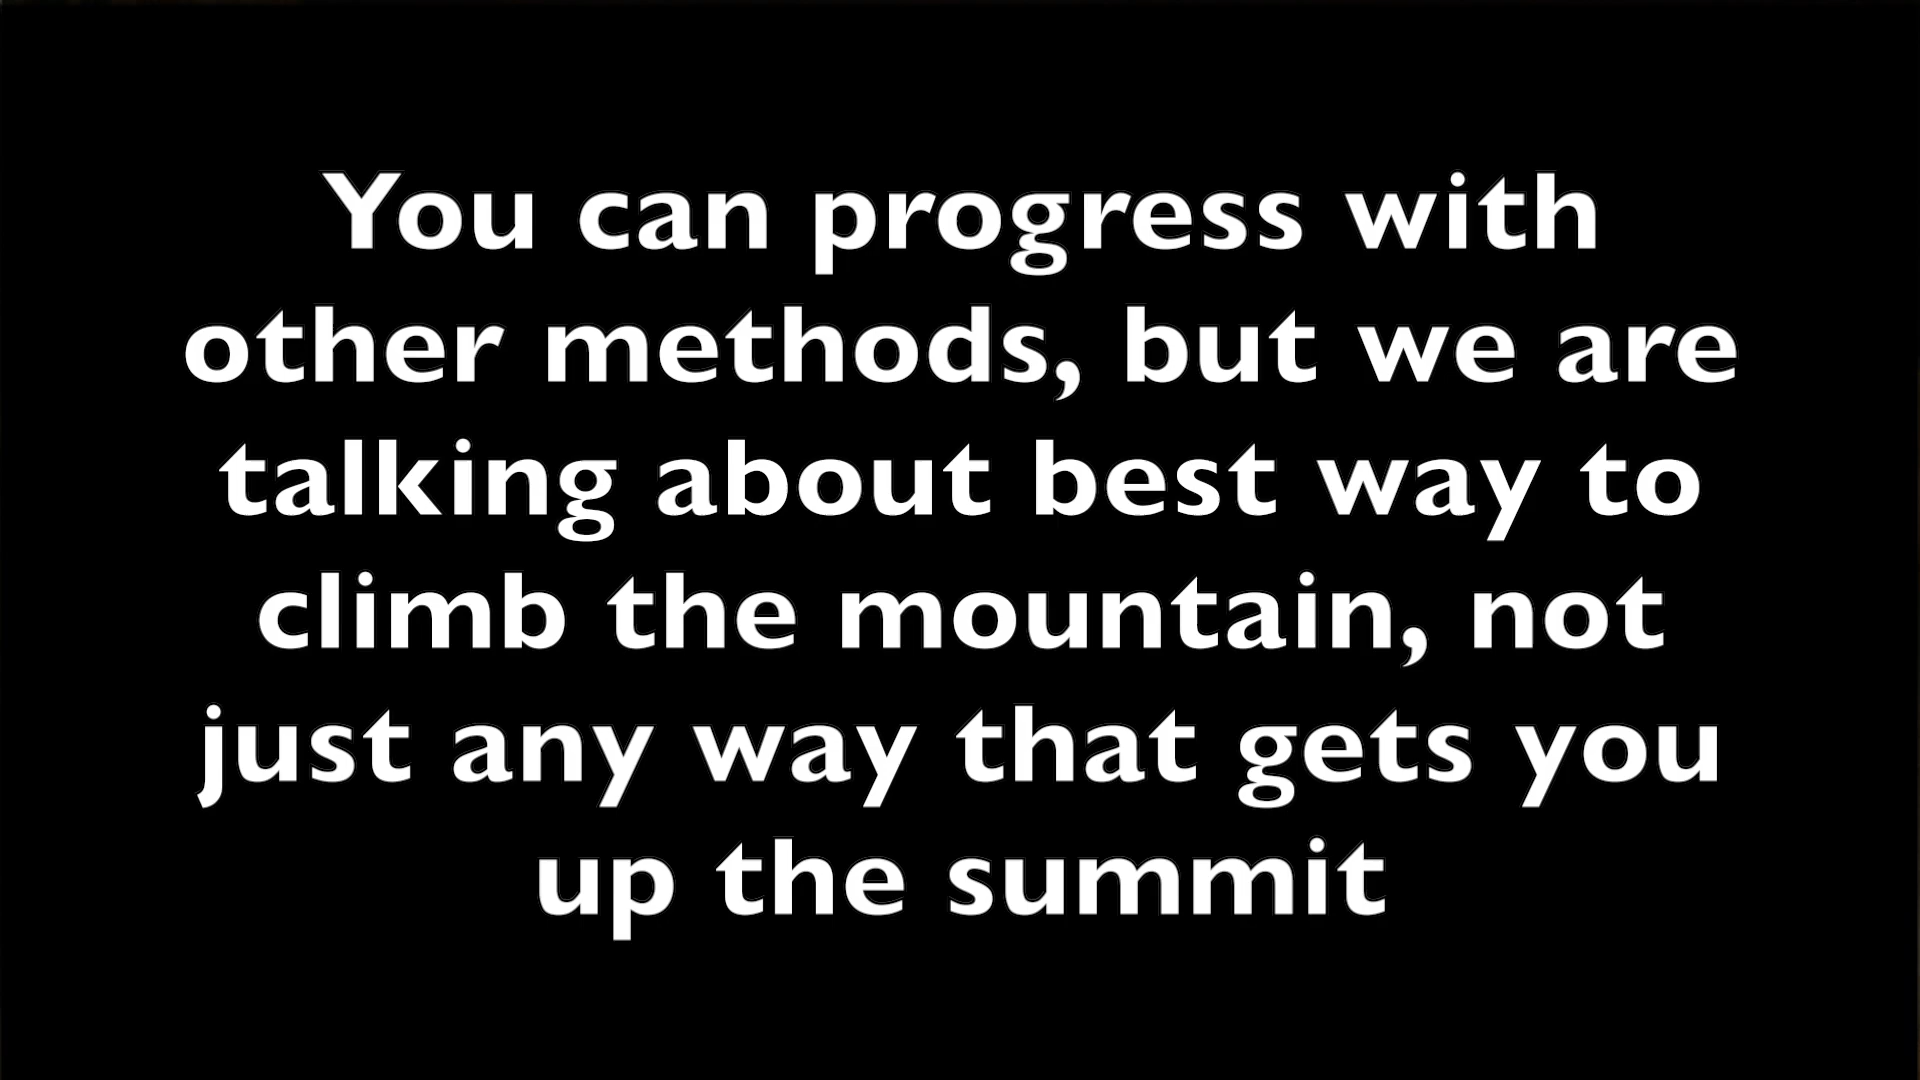 You can progress with
other methods, but we are
talking about best way to
climb the mountain, not
just any way that gets you
up the summit